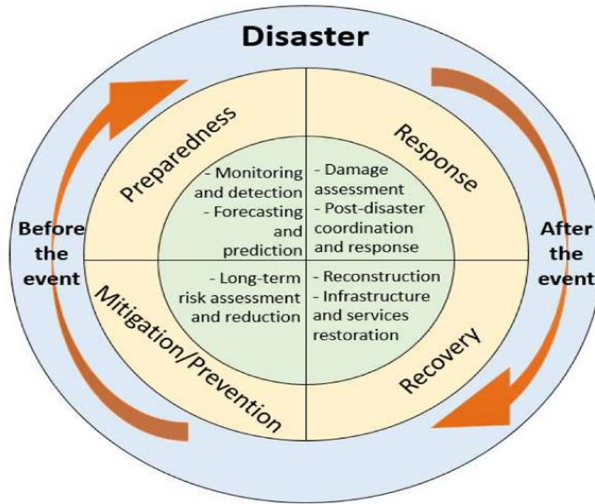 Disaster
Preparedness
Response
- Monitoring
and detection
- Forecasting
and
prediction
- Damage
assessment
- Post-disaster
coordination
and response
Before
the
event
After
the
event
- Long-term
risk assessment
and reduction
- Reconstruction
- Infrastructure
and services
restoration
Mitigation/Prevention
Recovery